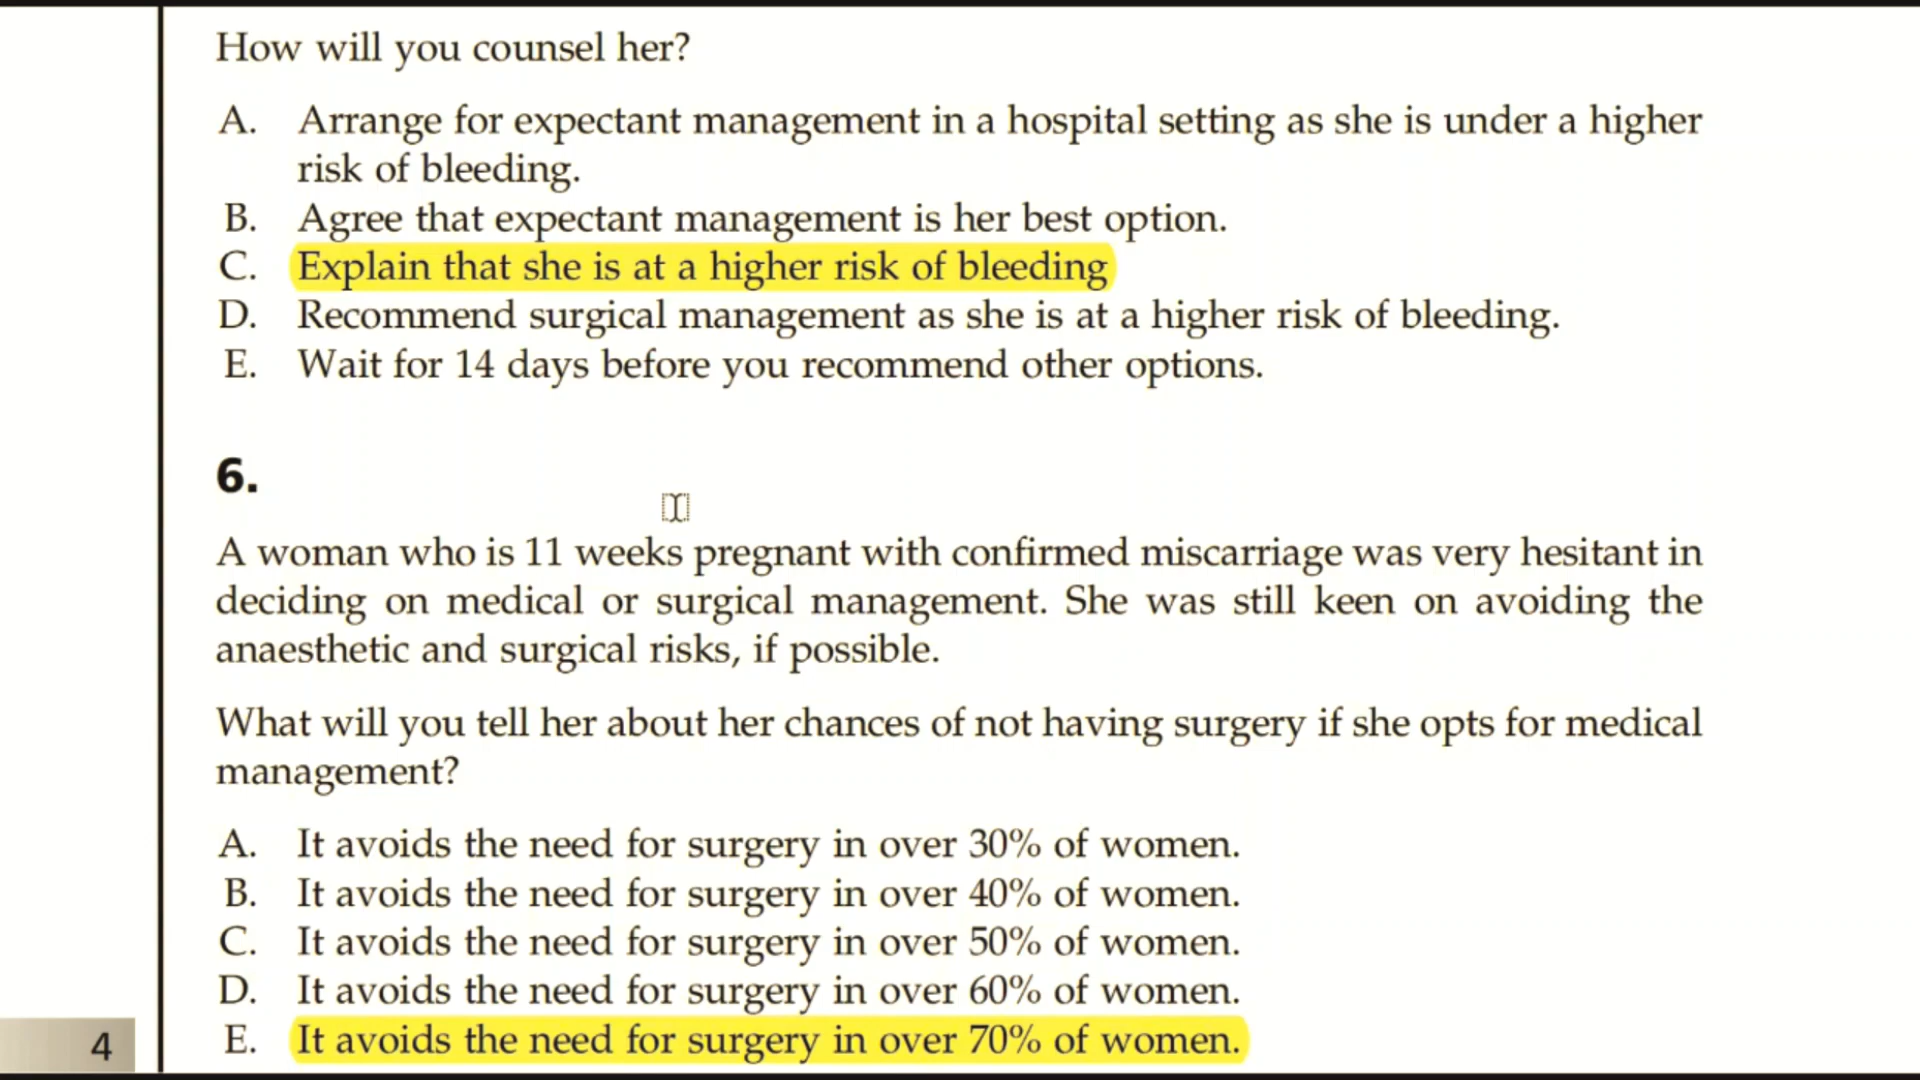 How will you counsel her?
A. Arrange for expectant management in a hospital setting as she is under a higher
risk of bleeding.
B. Agree that expectant management is her best option.
C. Explain that she is at a higher risk of bleeding
D. Recommend surgical management as she is at a higher risk of bleeding.
E. Wait for 14 days before you recommend other options.
6.
A woman who is 11 weeks pregnant with confirmed miscarriage was very hesitant in
deciding on medical or surgical management. She was still keen on avoiding the
anaesthetic and surgical risks, if possible.
What will you tell her about her chances of not having surgery if she opts for medical
management?
A. It avoids the need for surgery in over 30% of women.
B. It avoids the need for surgery in over 40% of women.
C. It avoids the need for surgery in over 50% of women.
D. It avoids the need for surgery in over 60% of women.
E. It avoids the need for surgery in over 70% of women.
4